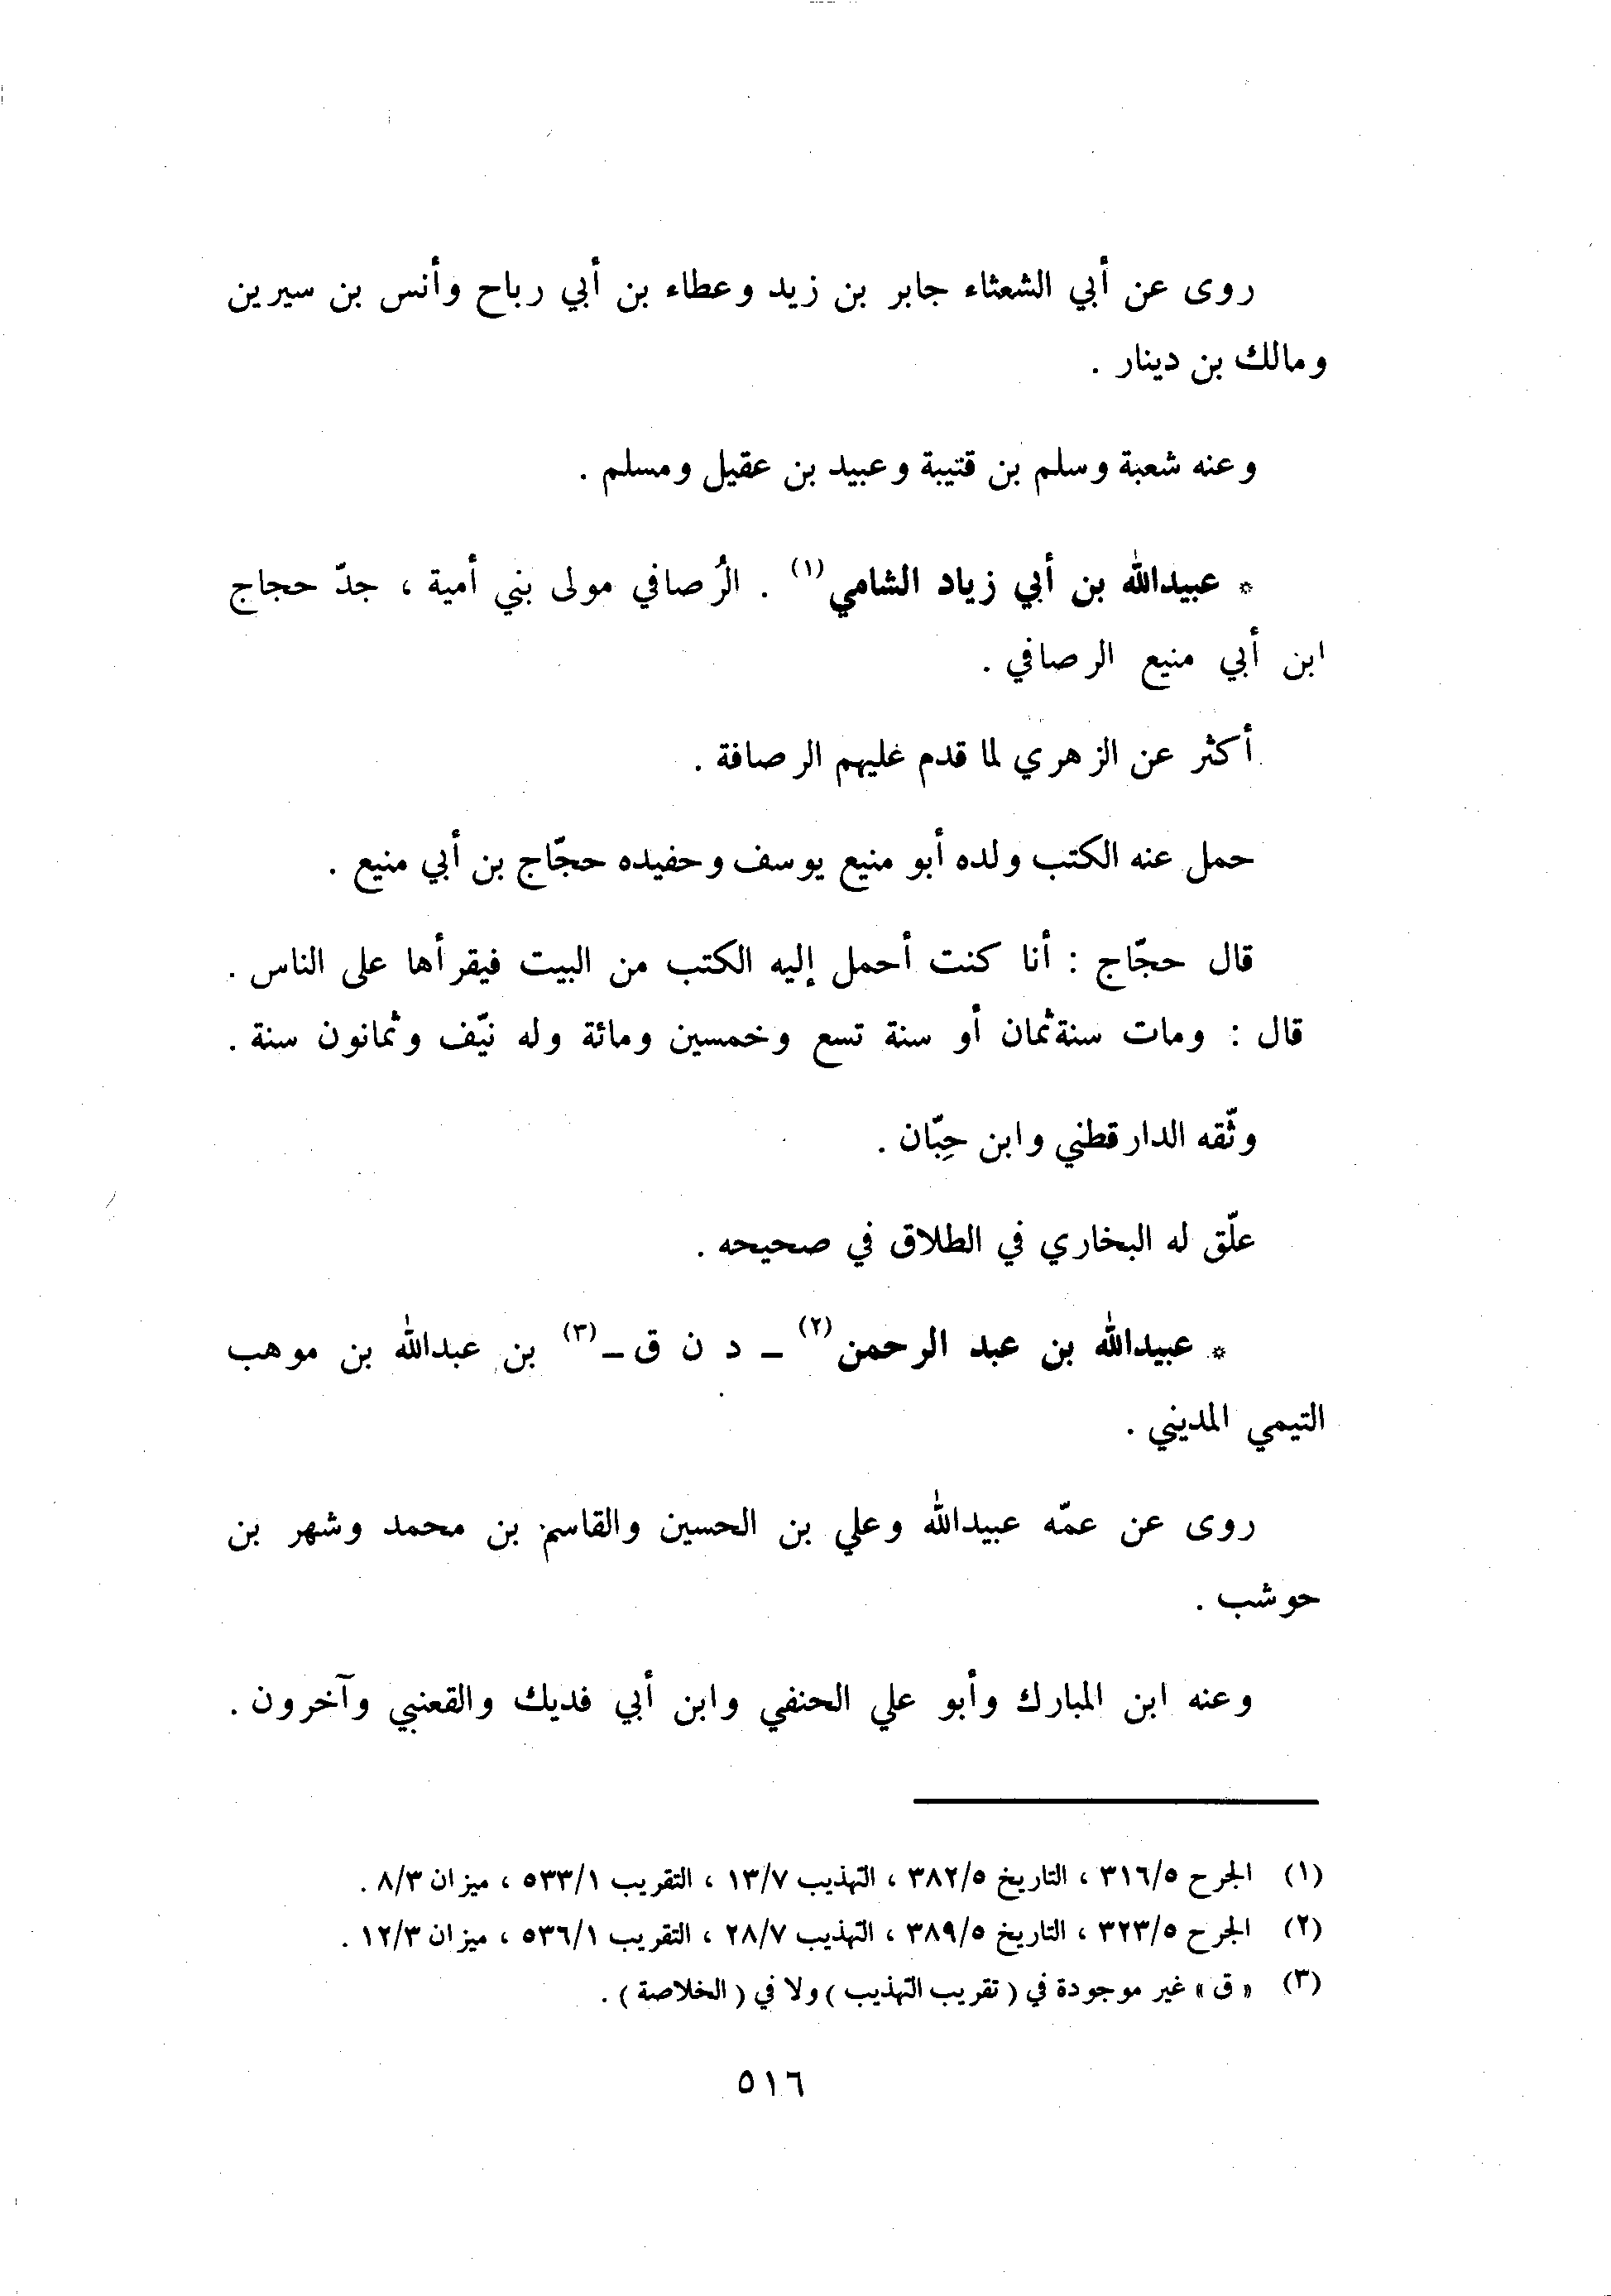 روى عن أبي الشعثاء جابر بن زيد وعطاء بن أبي رباح وأنس بن سيرين
ومالك بن دينار .
وعنه شعبة وسلم بن قتيبة وعبيد بن عقيل ومسلم .
* عبيدالله بن أبي زياد الشامي (١) . الرُصافي مولى بني أمية ، جدّ حجاج
ابن أبي منيع الرصافي .
أكثر عن الزهري لما قدم غليهم الرصافة .
حمل عنه الكتب ولده أبو منيع يوسف وحفيده حجّاج بن أبي منيع .
قال حجّاج : أنا كنت أحمل إليه الكتب من البيت فيقرأها على الناس .
قال : ومات سنة ثمان أو سنة تسع وخمسين ومائة وله نيّف وثمانون سنة .
وثّقه الدارقطني وابن حِبّان .
علّق له البخاري في الطلاق في صحيحه .
* عبيدالله بن عبد الرحمن (٢) ـ د ن ق ـ (٣) بن عبدالله بن موهب
التيمي المديني .
روى عن عمّه عبيدالله وعلي بن الحسين والقاسم بن محمد وشهر بن
حوشب .
وعنه ابن المبارك وأبو علي الحنفي وابن أبي فديك والقعنبي وآخرون .
(١) الجرح ٣١٦/٥ ، التاريخ ٣٨٢/٥ ، التهذيب ١٣/٧ ، التقريب ٥٣٣/١ ، ميزان ٨/٣ .
(٢) الجرح ٣٢٣/٥ ، التاريخ ٣٨٩/٥ ، التهذيب ٢٨/٧ ، التقريب ٥٣٦/١ ، ميزان ١٢/٣ .
(٣) « ق » غير موجودة في ( تقريب التهذيب ) ولا في ( الخلاصة ) .
٥١٦